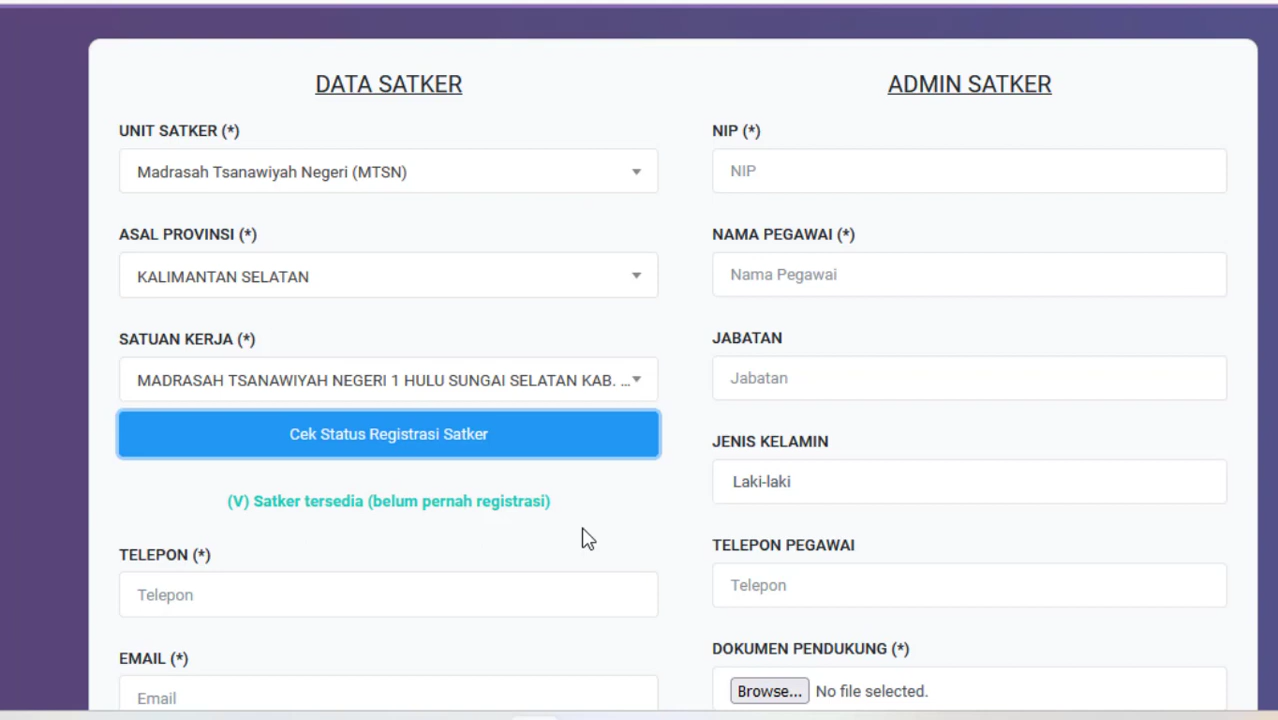 DATA SATKER
UNIT SATKER (*)
Madrasah Tsanawiyah Negeri (MTSN)
ASAL PROVINSI (*)
KALIMANTAN SELATAN
SATUAN KERJA (*)
MADRASAH TSANAWIYAH NEGERI 1 HULU SUNGAI SELATAN KAB. ...
Cek Status Registrasi Satker
(V) Satker tersedia (belum pernah registrasi)
TELEPON (*)
Telepon
EMAIL (*)
Email
ADMIN SATKER
NIP (*)
NIP
NAMA PEGAWAI (*)
Nama Pegawai
JABATAN
Jabatan
JENIS KELAMIN
Laki-laki
TELEPON PEGAWAI
Telepon
DOKUMEN PENDUKUNG (*)
Browse... No file selected.